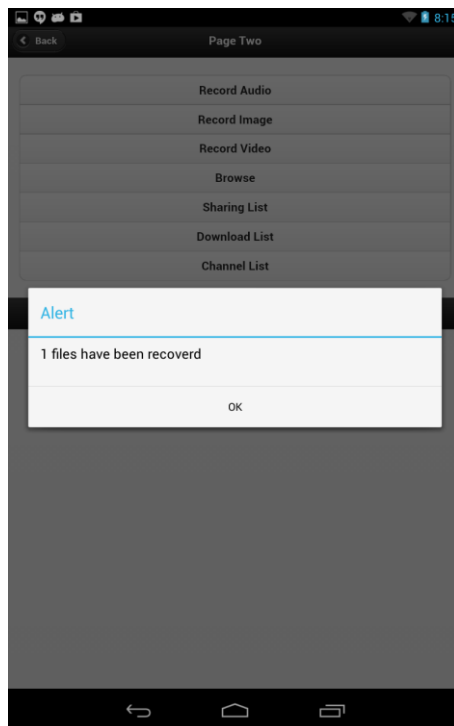 8:15
Back
Page Two
Record Audio
Record Image
Record Video
Browse
Sharing List
Download List
Channel List
Alert
1 files have been recoverd
OK